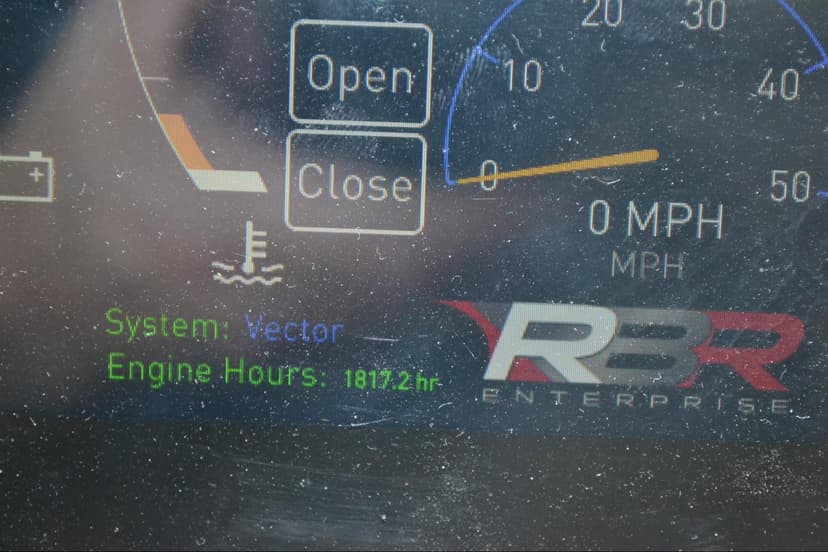 20 30
Open
10
40
Close
0
50
0 MPH
MPH
System: Vector
Engine Hours: 1817.2 hr
RBR
ENTERPRISE